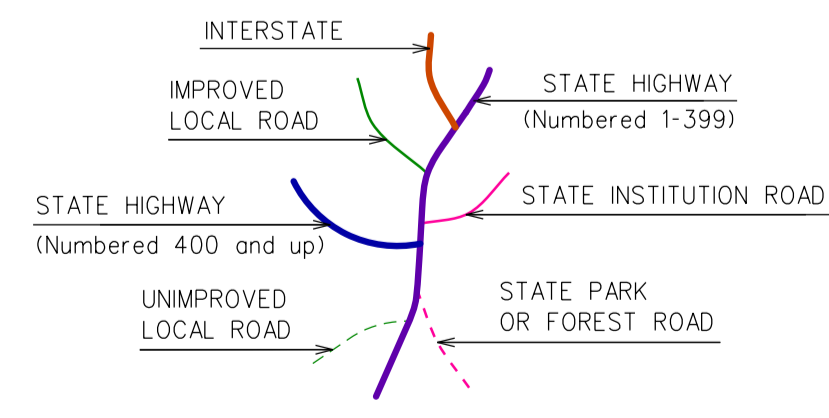 INTERSTATE
IMPROVED
LOCAL ROAD
STATE HIGHWAY
(Numbered 1-399)
STATE HIGHWAY
(Numbered 400 and up)
STATE INSTITUTION ROAD
UNIMPROVED
LOCAL ROAD
STATE PARK
OR FOREST ROAD